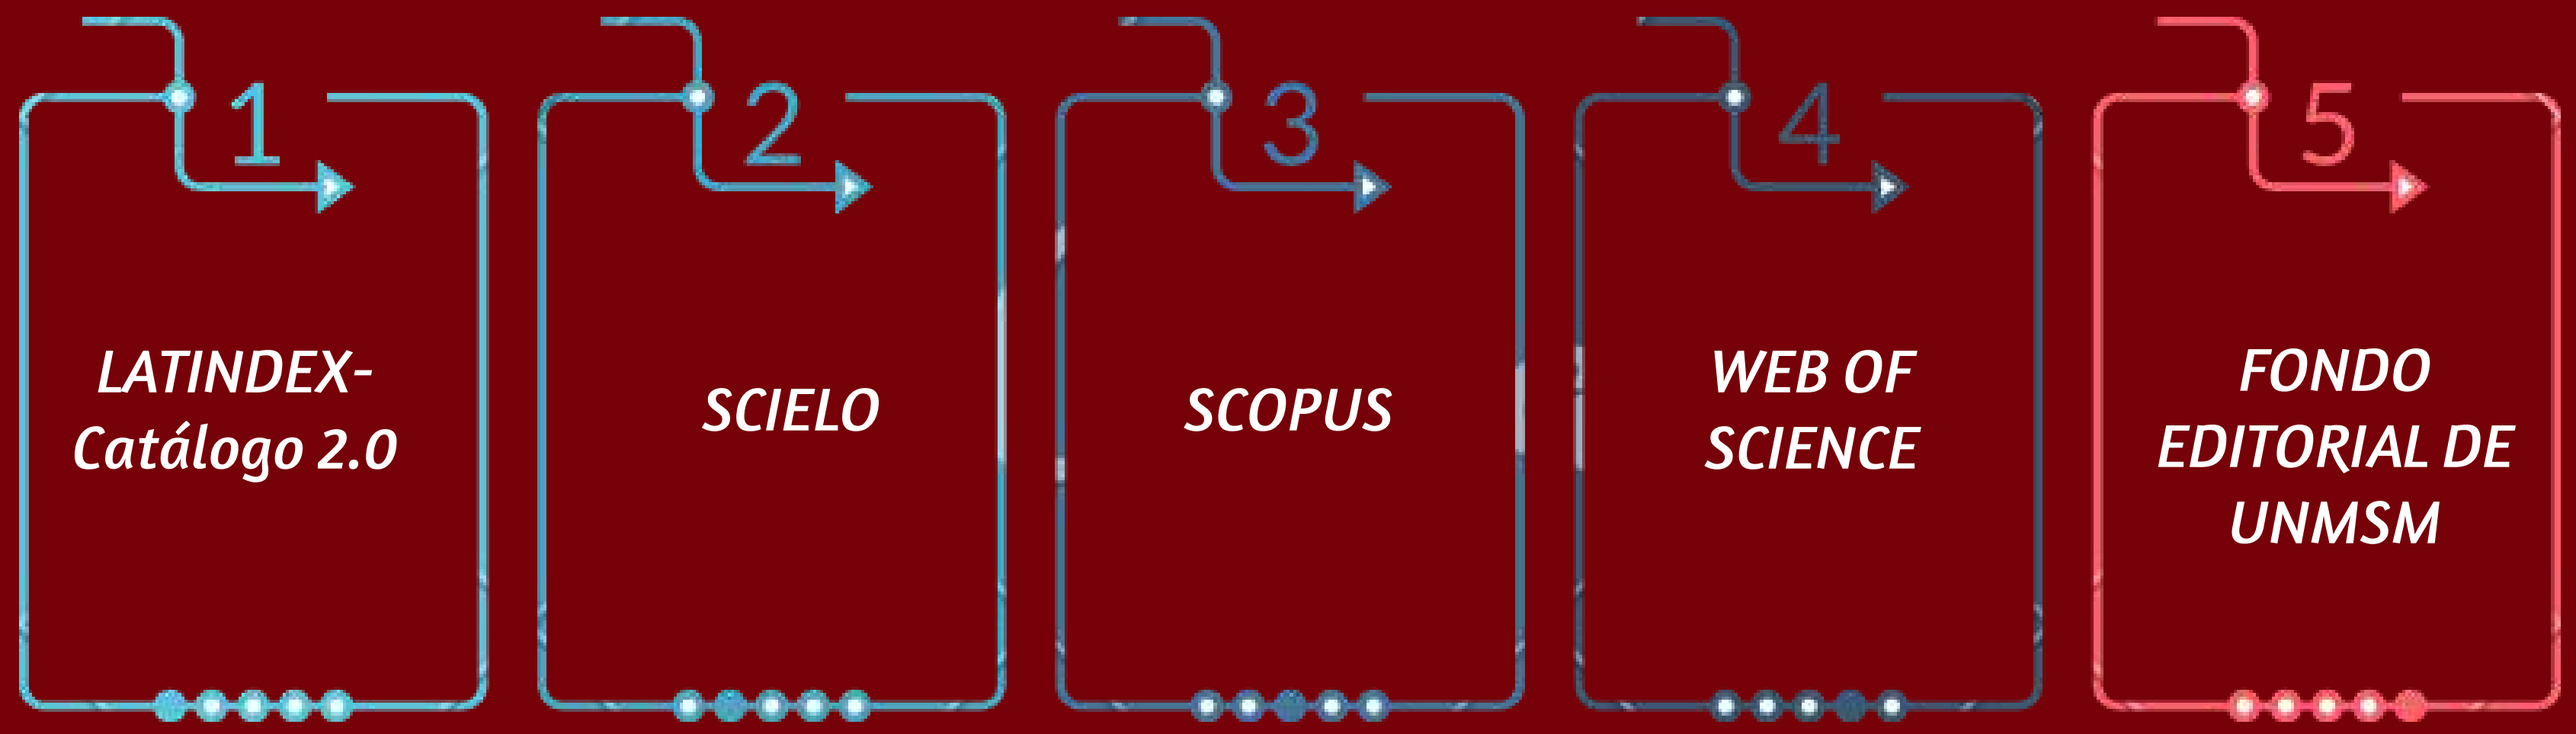 1
LATINDEX-
Catálogo 2.0
2
SCIELO
3
SCOPUS
4
WEB OF
SCIENCE
5
FONDO
EDITORIAL DE
UNMSM